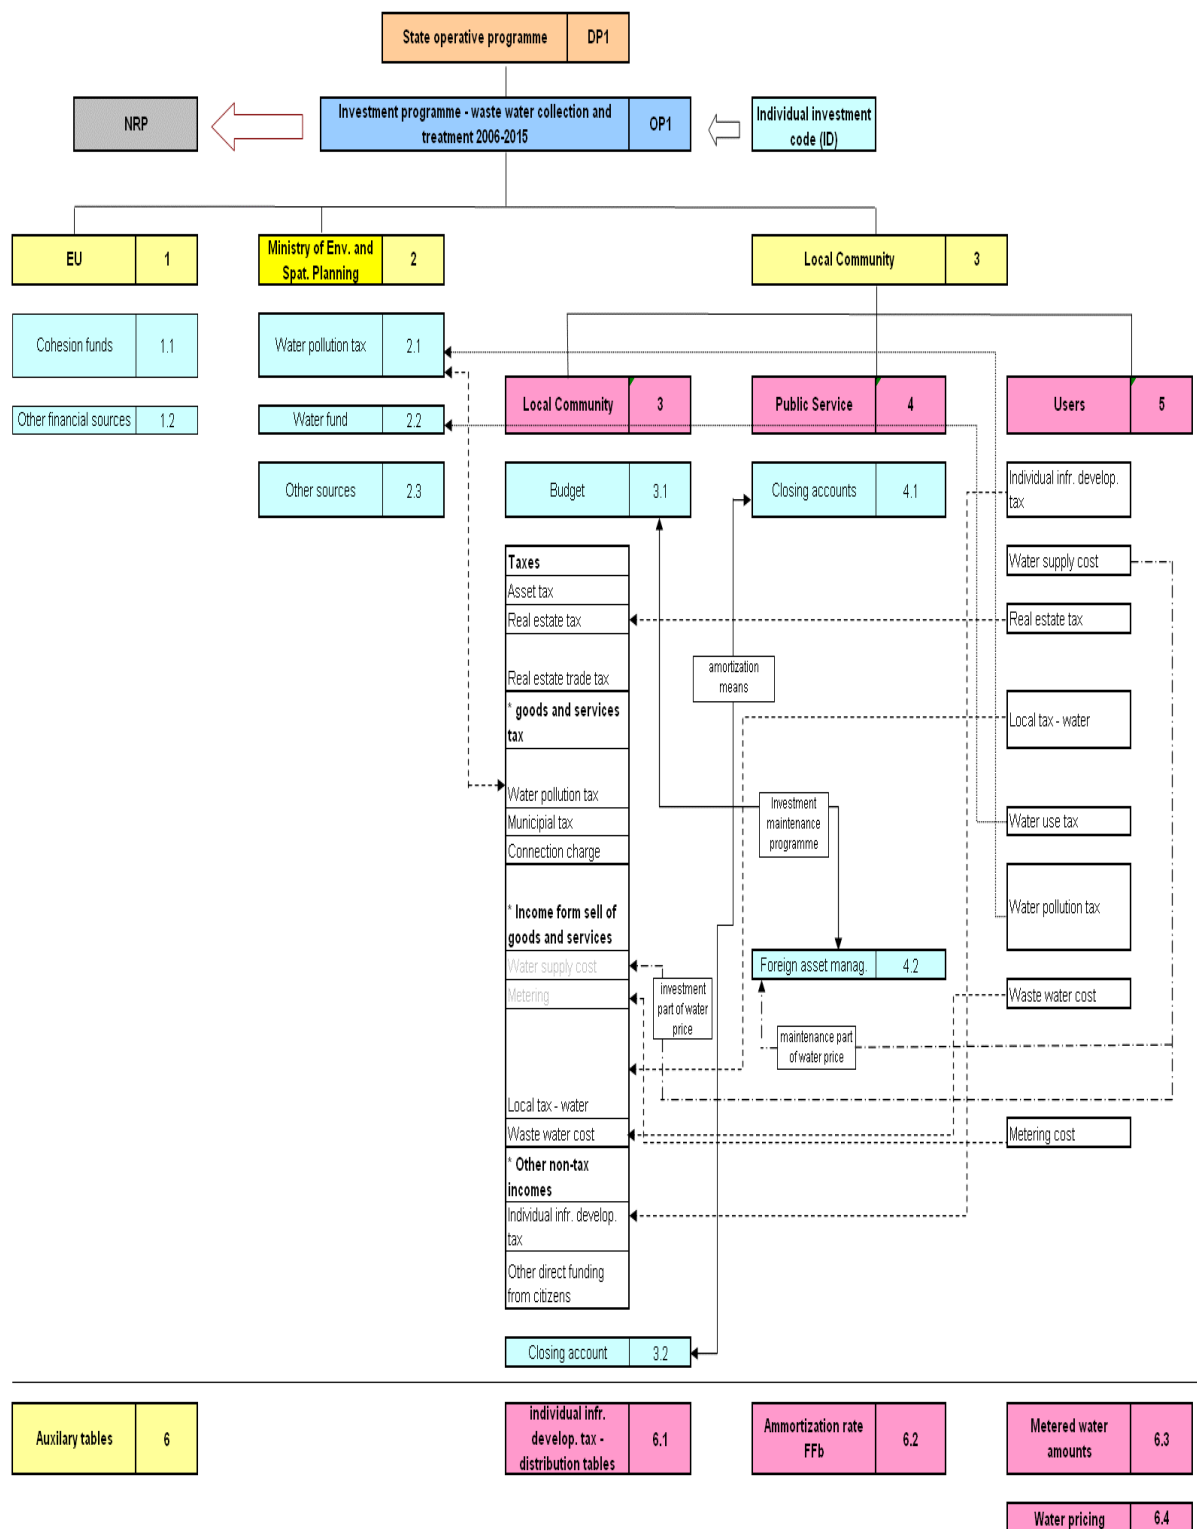 State operative programme DP1
NRP
Investment programme - waste water collection and
treatment 2006-2015
OP1
Individual investment
code (ID)
EU 1
Ministry of Env. and
Spat. Planning
2
Local Community 3
Cohesion funds 1.1
Water pollution tax 2.1
Local Community 3
Public Service 4
Users 5
Other financial sources 1.2
Water fund 2.2
Other sources 2.3
Budget 3.1
Closing accounts 4.1
Individual infr. develop.
tax
Taxes
Asset tax
Real estate tax
Real estate trade tax
* goods and services
tax
Water pollution tax
Municipial tax
Connection charge
* Income form sell of
goods and services
Water supply cost
Metering
Local tax - water
Waste water cost
* Other non-tax
incomes
Individual infr. develop.
tax
Other direct funding
from citizens
Closing account 3.2
amortization
means
Investment
maintenance
programme
Foreign asset manag. 4.2
investment
part of water
price
maintenance part
of water price
Water supply cost
Real estate tax
Local tax - water
Water use tax
Water pollution tax
Waste water cost
Metering cost
Auxilary tables 6
individual infr.
develop. tax -
distribution tables
6.1
Ammortization rate
FFb
6.2
Metered water
amounts
6.3
Water pricing 6.4